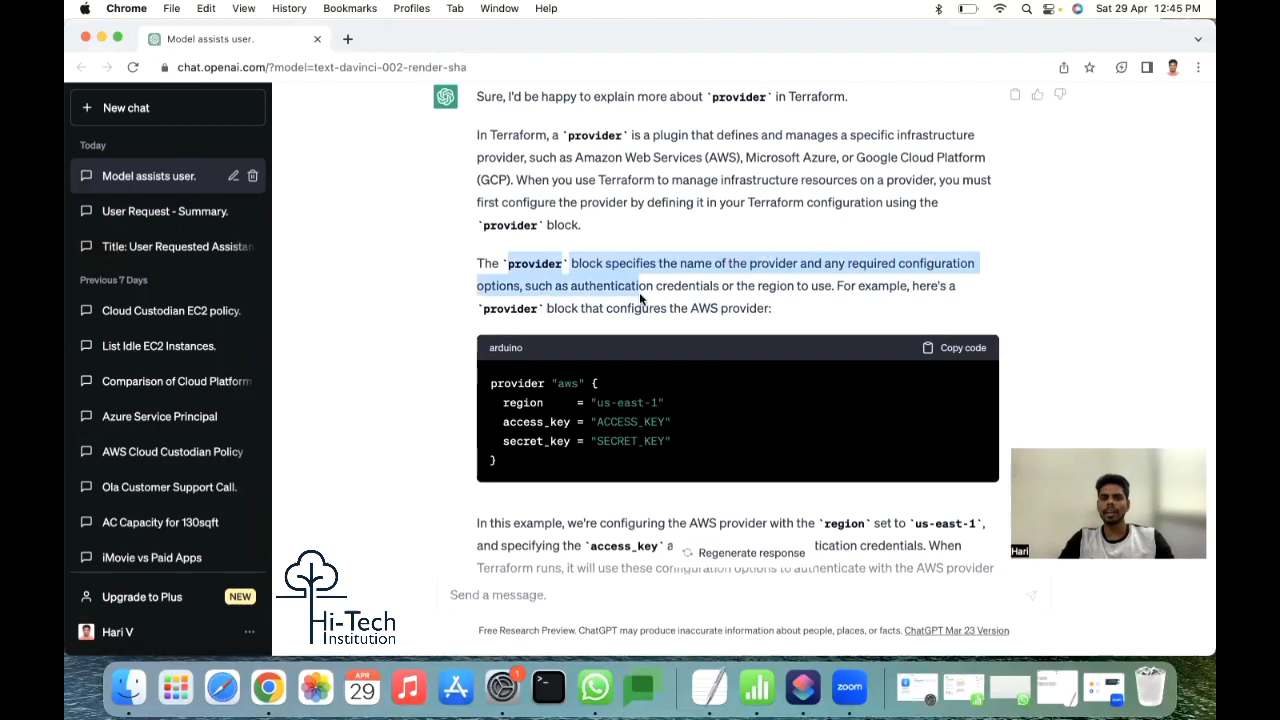 Chrome File Edit View History Bookmarks Profiles Tab Window Help Sat 29 Apr 12:45 PM
Model assists user.
chat.openai.com/?model=text-davinci-002-render-sha
New chat
Today
Model assists user.
User Request - Summary.
Title: User Requested Assistan
Previous 7 Days
Cloud Custodian EC2 policy.
List Idle EC2 Instances.
Comparison of Cloud Platform
Azure Service Principal
AWS Cloud Custodian Policy
Ola Customer Support Call.
AC Capacity for 130sqft
iMovie vs Paid Apps
Upgrade to Plus NEW
Hari V
Sure, I'd be happy to explain more about `provider` in Terraform.
In Terraform, a `provider` is a plugin that defines and manages a specific infrastructure
provider, such as Amazon Web Services (AWS), Microsoft Azure, or Google Cloud Platform
(GCP). When you use Terraform to manage infrastructure resources on a provider, you must
first configure the provider by defining it in your Terraform configuration using the
`provider` block.
The `provider` block specifies the name of the provider and any required configuration
options, such as authentication credentials or the region to use. For example, here's a
`provider` block that configures the AWS provider:
arduino Copy code
provider "aws" {
region = "us-east-1"
access_key = "ACCESS_KEY"
secret_key = "SECRET_KEY"
}
In this example, we're configuring the AWS provider with the `region` set to `us-east-1`,
and specifying the `access_key` a Regenerate response tication credentials. When
Terraform runs, it will use these configuration options to authenticate with the AWS provider
Send a message.
Free Research Preview. ChatGPT may produce inaccurate information about people, places, or facts. ChatGPT Mar 23 Version
Hari
Hi-Tech
Institution
APR
29
1
zoom